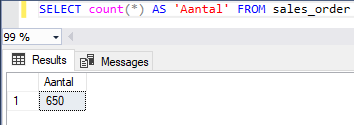 SELECT count(*) AS 'Aantal' FROM sales_order
99 %
Results Messages
Aantal
1 650